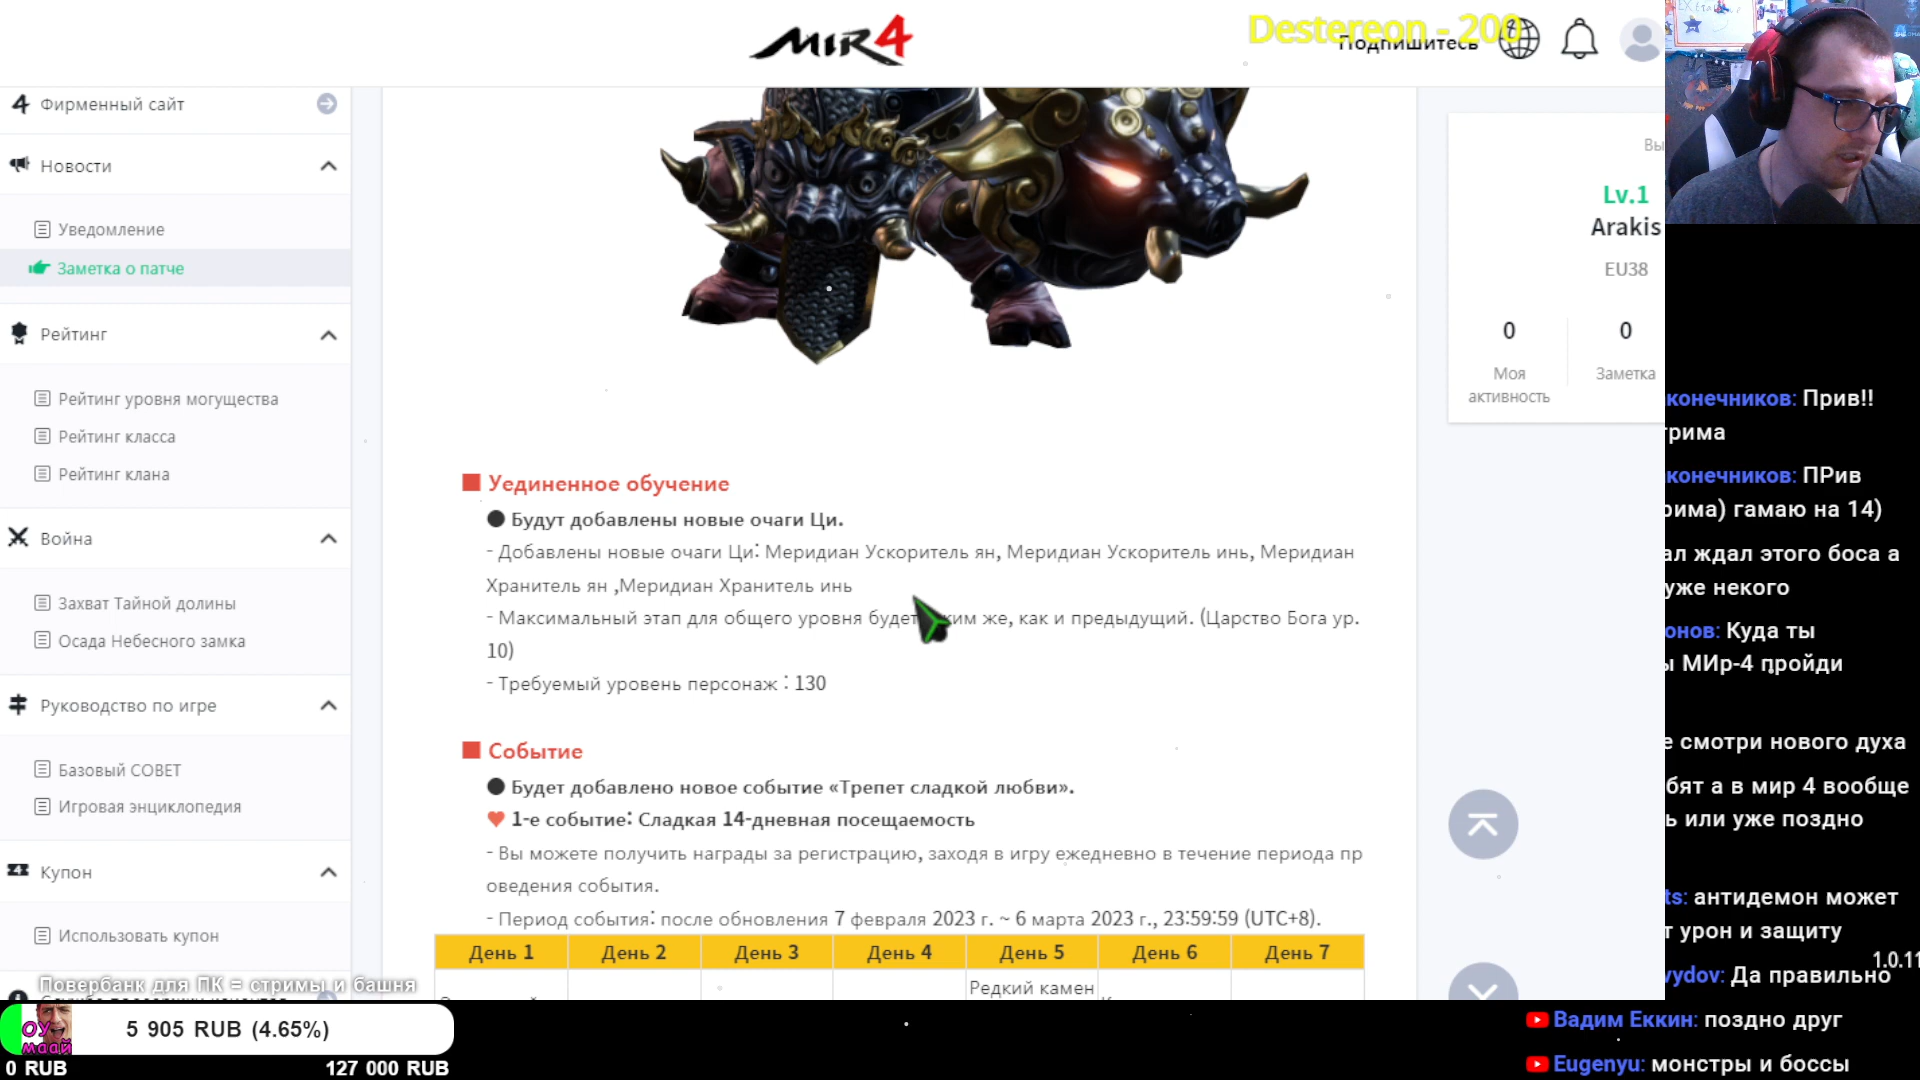 MIR4
Destereon - 200
Подпишитесь
Фирменный сайт
Новости
Уведомление
Заметка о патче
Рейтинг
Рейтинг уровня могущества
Рейтинг класса
Рейтинг клана
Война
Захват Тайной долины
Осада Небесного замка
Руководство по игре
Базовый СОВЕТ
Игровая энциклопедия
Купон
Использовать купон
Повербанк для ПК = стримы и башня
ОУ
маай
5 905 RUB (4.65%)
0 RUB
127 000 RUB
Уединенное обучение
Будут добавлены новые очаги Ци.
- Добавлены новые очаги Ци: Меридиан Ускоритель ян, Меридиан Ускоритель инь, Меридиан
Хранитель ян ,Меридиан Хранитель инь
- Максимальный этап для общего уровня будет ким же, как и предыдущий. (Царство Бога ур.
10)
- Требуемый уровень персонаж : 130
Событие
Будет добавлено новое событие «Трепет сладкой любви».
1-е событие: Сладкая 14-дневная посещаемость
- Вы можете получить награды за регистрацию, заходя в игру ежедневно в течение периода пр
оведения события.
- Период события: после обновления 7 февраля 2023 г. ~ 6 марта 2023 г., 23:59:59 (UTC+8).
День 1 День 2 День 3 День 4 День 5 День 6 День 7
Редкий камен
Вы
Lv.1
Arakis
EU38
0 0
Моя
активность
Заметка
конечников: Прив!!
трима
конечников: ПРив
рима) гамаю на 14)
ал ждал этого боса а
уже некого
онов: Куда ты
ы МИр-4 пройди
е смотри нового духа
бят а в мир 4 вообще
ь или уже поздно
ts: антидемон может
т урон и защиту
1.0.11
vydov: Да правильно
Вадим Еккин: поздно друг
Eugenyu: монстры и боссы